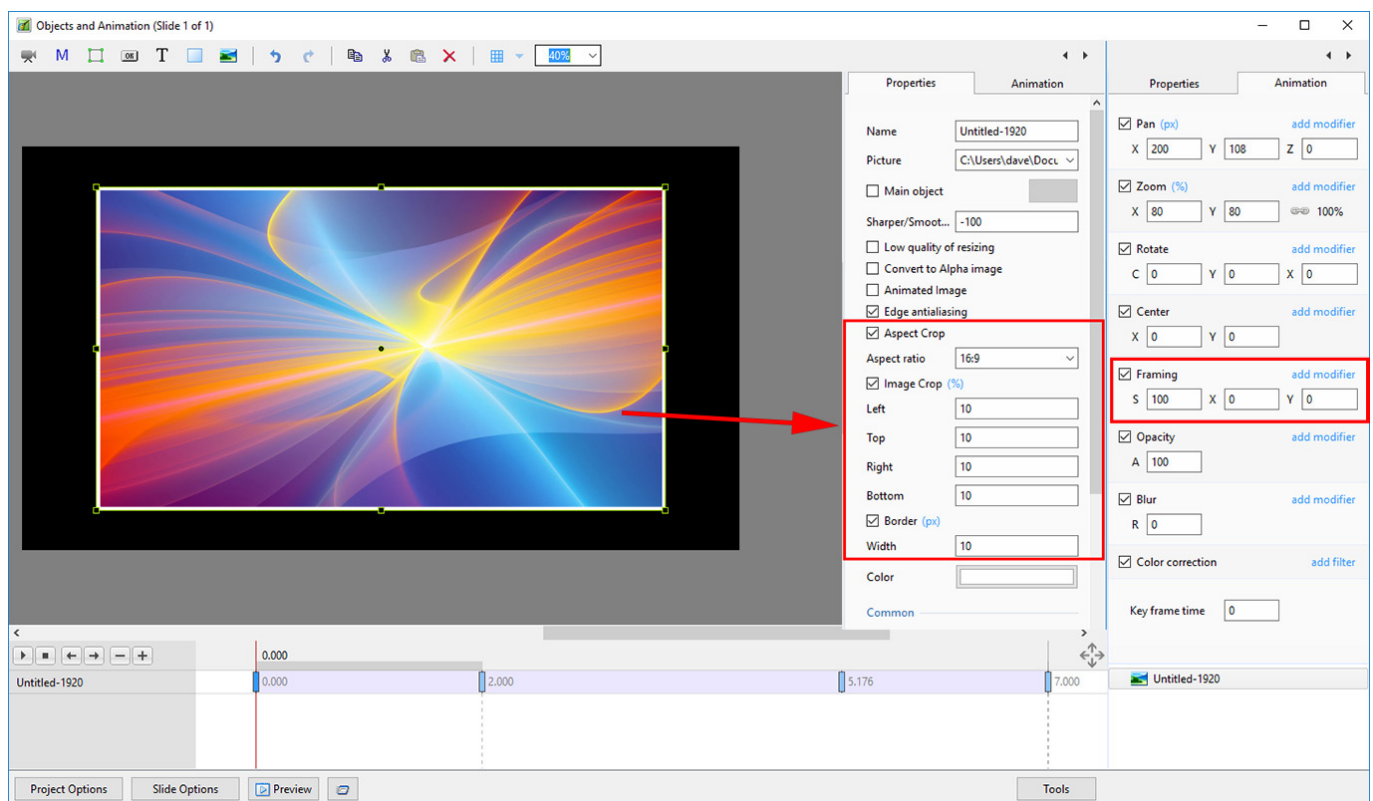 Objects and Animation (Slide 1 of 1)
M OK T 40%
Properties Animation
Name Untitled-1920
Picture C:\Users\dave\Docu
Main object
Sharper/Smoot... -100
Low quality of resizing
Convert to Alpha image
Animated Image
Edge antialiasing
Aspect Crop
Aspect ratio 16:9
Image Crop (%)
Left 10
Top 10
Right 10
Bottom 10
Border (px)
Width 10
Color
Common
Properties Animation
Pan (px) add modifier
X 200 Y 108 Z 0
Zoom (%) add modifier
X 80 Y 80 100%
Rotate add modifier
C 0 Y 0 X 0
Center add modifier
X 0 Y 0
Framing add modifier
S 100 X 0 Y 0
Opacity add modifier
A 100
Blur add modifier
R 0
Color correction add filter
Key frame time 0
0.000
Untitled-1920 0.000 2.000 5.176 7.000
Untitled-1920
Project Options Slide Options Preview Tools